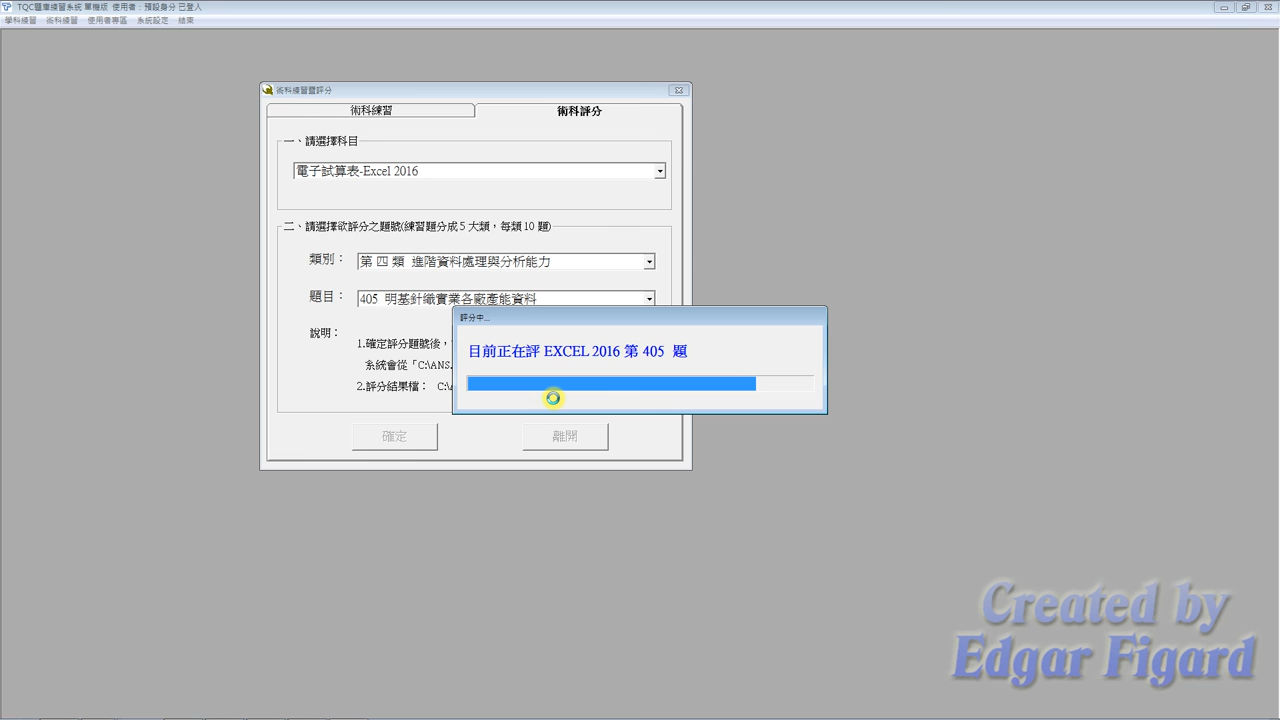 TQC題庫練習系統 單機版 使用者：預設身分 已登入
學科練習 術科練習 使用者專區 系統設定 結束
術科練習暨評分
術科練習 術科評分
一、請選擇科目
電子試算表-Excel 2016
二、請選擇欲評分之題號(練習題分成 5 大類，每類 10 題)
類別： 第 四 類 進階資料處理與分析能力
題目： 405 明基針織實業各廠產能資料
說明：
1.確定評分題號後，
系統會從「C:\ANS.
2.評分結果檔： C:\
評分中...
目前正在評 EXCEL 2016 第 405 題
確定 離開
Created by
Edgar Figard